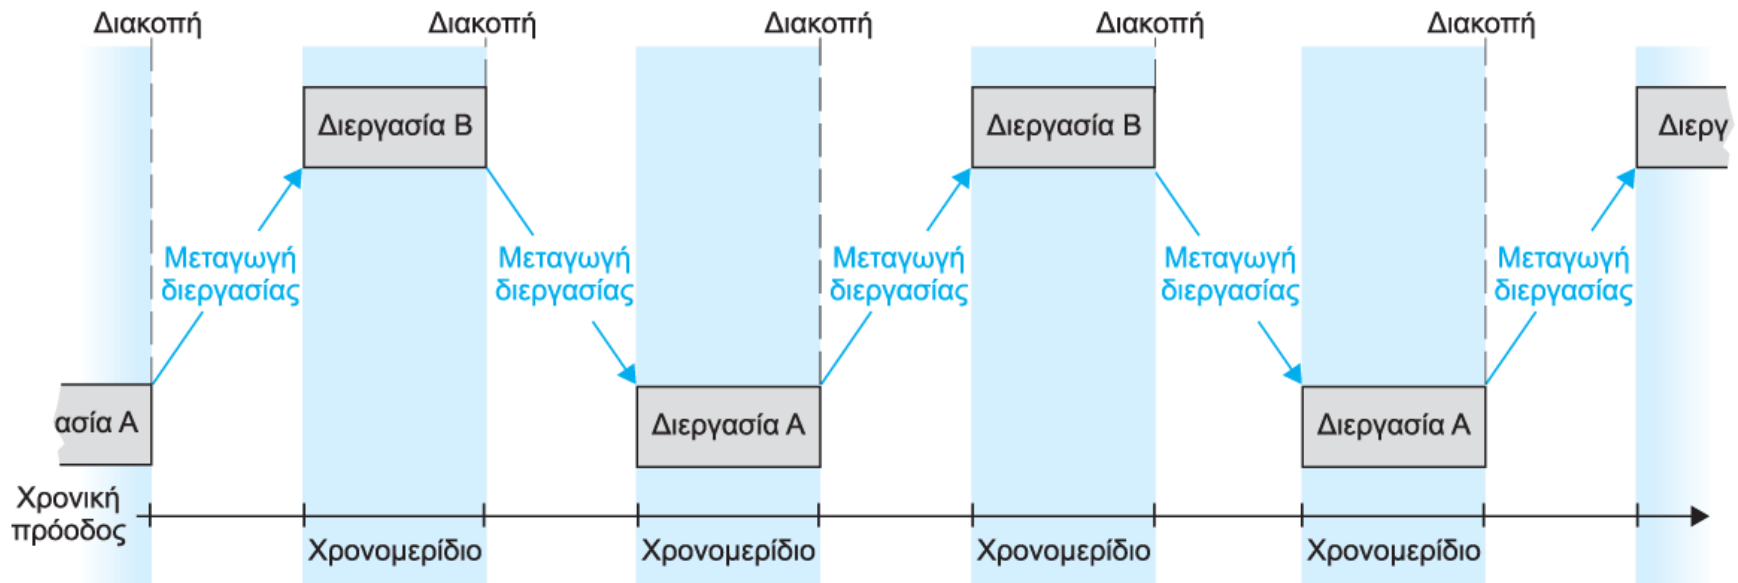 Διακοπή Διακοπή Διακοπή Διακοπή Διακοπή
Διεργασία Β Διεργασία Β Διεργ
Μεταγωγή Μεταγωγή Μεταγωγή Μεταγωγή Μεταγωγή
διεργασίας διεργασίας διεργασίας διεργασίας διεργασίας
ασία Α Διεργασία Α Διεργασία Α
Χρονική
πρόοδος
Χρονομερίδιο Χρονομερίδιο Χρονομερίδιο Χρονομερίδιο